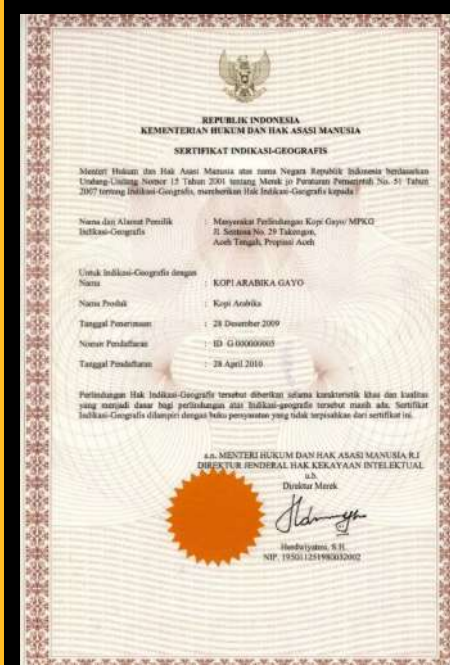 REPUBLIK INDONESIA
KEMENTERIAN HUKUM DAN HAK ASASI MANUSIA
SERTIFIKAT INDIKASI-GEOGRAFIS
Menteri Hukum dan Hak Asasi Manusia atas nama Negara Republik Indonesia berdasarkan
Undang-Undang Nomor 15 Tahun 2001 tentang Merek jo Peraturan Pemerintah No. 51 Tahun
2007 tentang Indikasi-Geografis, memberikan Hak Indikasi-Geografis kepada :
Nama dan Alamat Pemilik : Masyarakat Perlindungan Kopi Gayo/ MPKG
Indikasi-Geografis Jl. Sentosa No. 29 Takengon,
Aceh Tengah, Propinsi Aceh
Untuk Indikasi-Geografis dengan
Nama : KOPI ARABIKA GAYO
Nama Produk : Kopi Arabika
Tanggal Penerimaan : 28 Desember 2009
Nomor Pendaftaran : ID G 000000005
Tanggal Pendaftaran : 28 April 2010
Perlindungan Hak Indikasi-Geografis tersebut diberikan selama karakteristik khas dan kualitas
yang menjadi dasar bagi perlindungan atas Indikasi-geografis tersebut masih ada. Sertifikat
Indikasi-Geografis dilampiri dengan buku persyaratan yang tidak terpisahkan dari sertifikat ini.
a.n. MENTERI HUKUM DAN HAK ASASI MANUSIA R.I
DIREKTUR JENDERAL HAK KEKAYAAN INTELEKTUAL
u.b.
Direktur Merek
S.H.
NIP. 195011251980032002